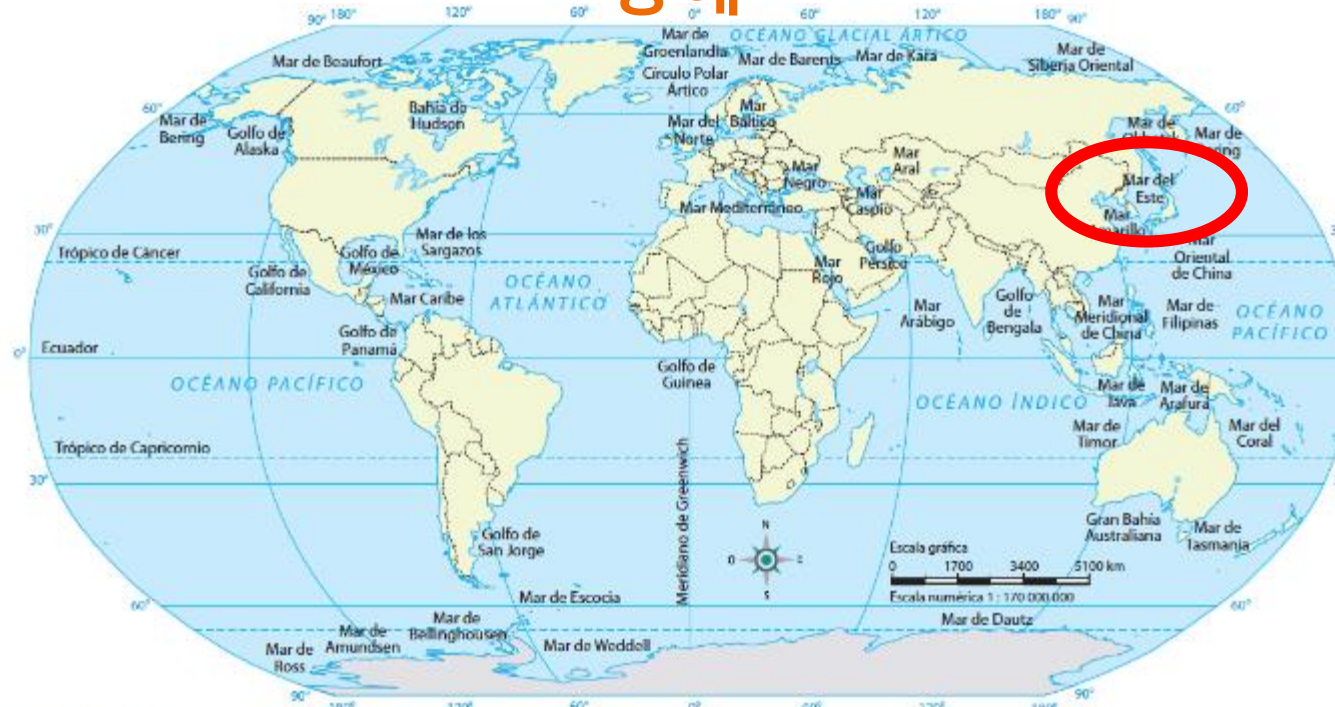 90° 180° 120° 60° 0° 60° 120° 180° 90°
OCÉANO GLACIAL ÁRTICO
Mar de
Groenlandia
Mar de Barents
Mar de Kara
Mar de
Siberia Oriental
Mar de Beaufort
Círculo Polar
Ártico
60°
60°
Mar de
Bering
Golfo de
Alaska
Bahía de
Hudson
Mar del
Norte
Mar
Báltico
Mar de
Mar de
Mar
Negro
Mar
Aral
Mar
Caspio
Mar Mediterráneo
Mar del
Este
Mar
30°
Mar de los
Sargazos
Trópico de Cáncer
Golfo de
México
Golfo de
California
OCÉANO
ATLÁNTICO
Mar
Rojo
Golfo
Pérsico
Mar
Oriental
de China
Mar Caribe
Mar
Arábigo
Golfo
de
Bengala
Mar
Meridional
de China
Mar de
Filipinas
OCÉANO
PACÍFICO
Golfo de
Panamá
0°
Ecuador
Golfo de
Guinea
OCÉANO PACÍFICO
OCÉANO ÍNDICO
Mar de
Java
Mar de
Arafura
Mar de
Timor
Mar del
Coral
Trópico de Capricornio
30°
Meridiano de Greenwich
Golfo de
San Jorge
N
O E
S
Gran Bahía
Australiana
Mar de
Tasmania
Escala gráfica
0 1700 3400 5100 km
Escala numérica 1 : 170 000 000
60°
60°
Mar de Escocia
Mar de Dautz
Mar de
Ross
Mar de
Amundsen
Mar de
Bellinghousen
Mar de Weddell
90°
90°